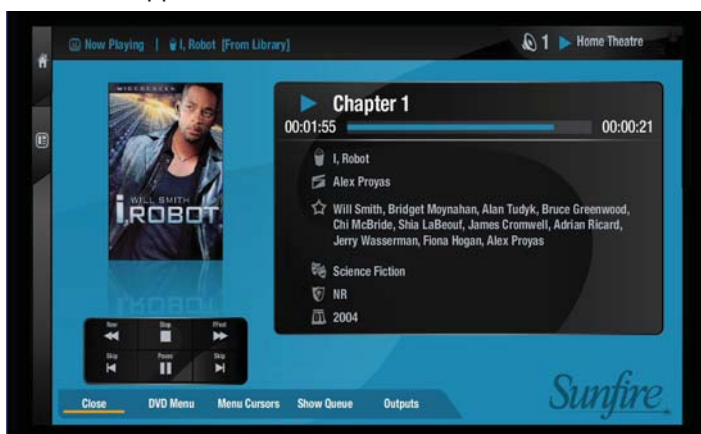 Now Playing | I, Robot [From Library]
1 Home Theatre
WIDESCREEN
WILL SMITH
i,ROBOT
Chapter 1
00:01:55 00:00:21
I, Robot
Alex Proyas
Will Smith, Bridget Moynahan, Alan Tudyk, Bruce Greenwood,
Chi McBride, Shia LaBeouf, James Cromwell, Adrian Ricard,
Jerry Wasserman, Fiona Hogan, Alex Proyas
Science Fiction
NR
2004
Rew Stop FFwd
Skip Pause Skip
Close DVD Menu Menu Cursors Show Queue Outputs
Sunfire